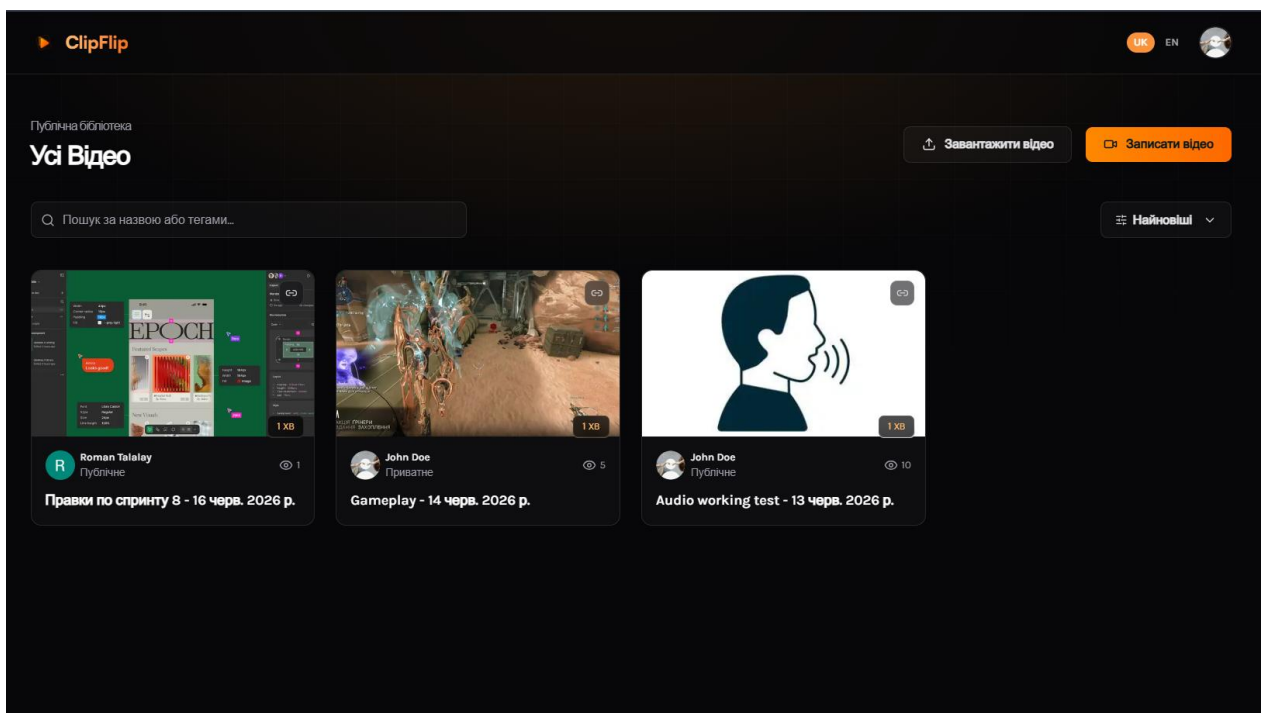 ClipFlip
UK EN
Публічна бібліотека
Усі Відео
Завантажити відео
Записати відео
Пошук за назвою або тегами...
Найновіші
EPOCH
Looks great!
1 ХВ
1 ХВ
1 ХВ
R
Roman Talalay
Публічне
1
Правки по спринту 8 - 16 черв. 2026 р.
John Doe
Приватне
5
Gameplay - 14 черв. 2026 р.
John Doe
Публічне
10
Audio working test - 13 черв. 2026 р.